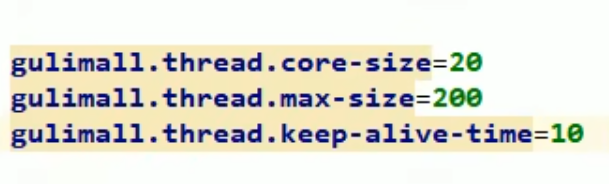 gulimall.thread.core-size=20
gulimall.thread.max-size=200
gulimall.thread.keep-alive-time=10